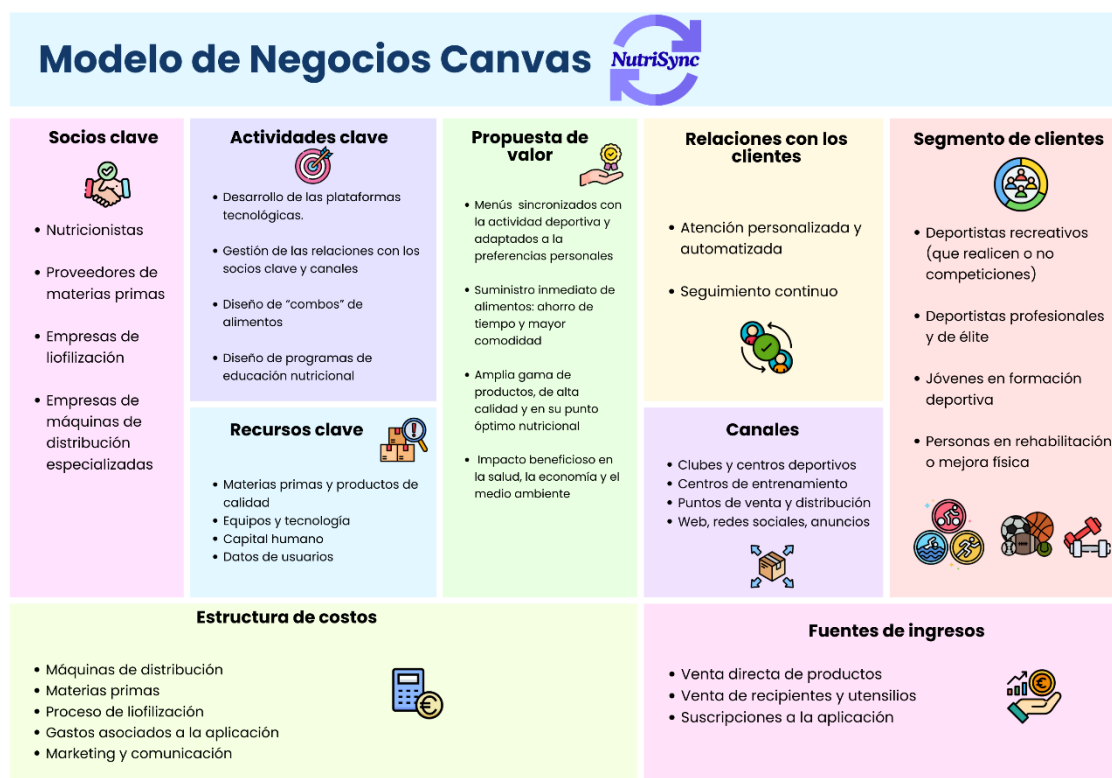 Modelo de Negocios Canvas
NutriSync
Socios clave
• Nutricionistas
• Proveedores de
materias primas
• Empresas de
liofilización
• Empresas de
máquinas de
distribución
especializadas
Actividades clave
• Desarrollo de las plataformas
tecnológicas.
• Gestión de las relaciones con los
socios clave y canales
• Diseño de “combos” de
alimentos
• Diseño de programas de
educación nutricional
Recursos clave
• Materias primas y productos de
calidad
• Equipos y tecnología
• Capital humano
• Datos de usuarios
Propuesta de
valor
• Menús sincronizados con
la actividad deportiva y
adaptados a la
preferencias personales
• Suministro inmediato de
alimentos: ahorro de
tiempo y mayor
comodidad
• Amplia gama de
productos, de alta
calidad y en su punto
óptimo nutricional
• Impacto beneficioso en
la salud, la economía y el
medio ambiente
Relaciones con los
clientes
• Atención personalizada y
automatizada
• Seguimiento continuo
Canales
• Clubes y centros deportivos
• Centros de entrenamiento
• Puntos de venta y distribución
• Web, redes sociales, anuncios
Segmento de clientes
• Deportistas recreativos
(que realicen o no
competiciones)
• Deportistas profesionales
y de élite
• Jóvenes en formación
deportiva
• Personas en rehabilitación
o mejora física
Estructura de costos
• Máquinas de distribución
• Materias primas
• Proceso de liofilización
• Gastos asociados a la aplicación
• Marketing y comunicación
€
Fuentes de ingresos
• Venta directa de productos
• Venta de recipientes y utensilios
• Suscripciones a la aplicación
€